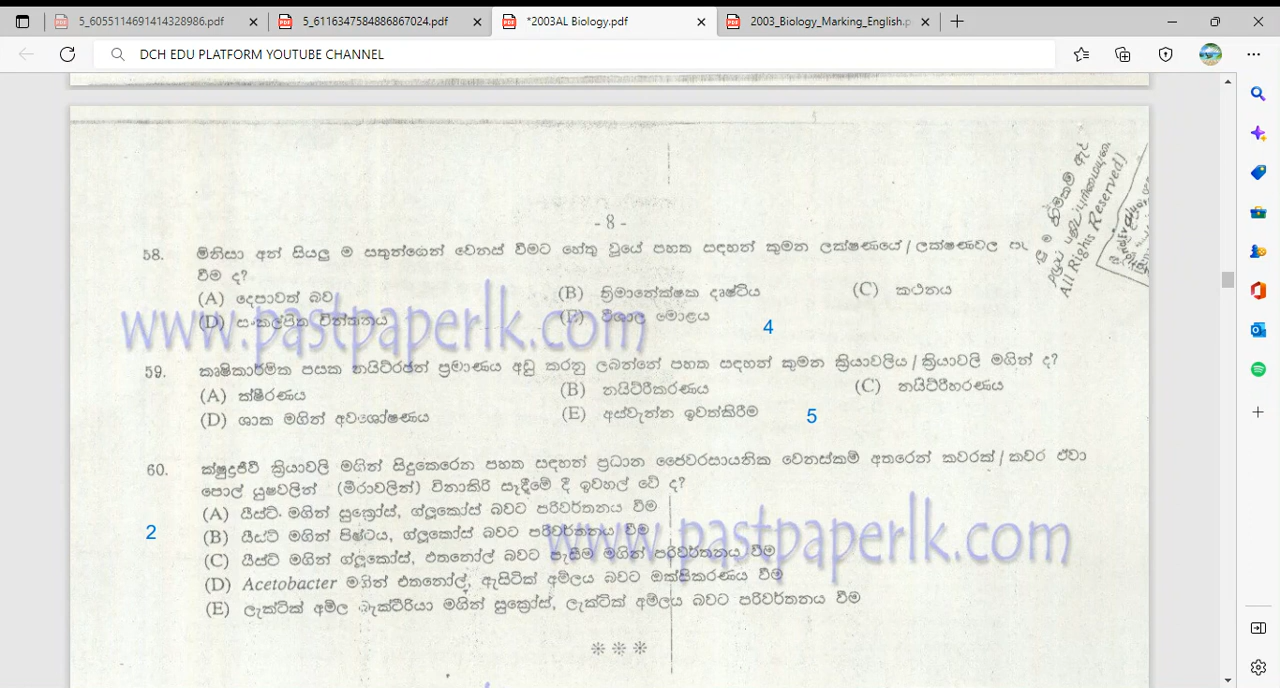 5_6055114691414328986.pdf
5_6116347584886867024.pdf
*2003AL Biology.pdf
2003_Biology_Marking_English.p
DCH EDU PLATFORM YOUTUBE CHANNEL
- 8 -
All Rights Reserved)
58. මිනිසා අන් සියලු ම සතුන්ගෙන් වෙනස් වීමට හේතු වූයේ පහත සඳහන් කුමන ලක්ෂණයේ / ලක්ෂණවල
වීම ද?
(A) දෙපාවත් බව (B) ත්‍රිමානේක්ෂක දෘෂ්ටිය (C) කථනය
(D) සංකල්පිත චින්තනය (E) විශාල මොළය 4
www.pastpaperlk.com
59. කෘෂිකාර්මික පසක නයිට්රජන් ප්‍රමාණය අඩු කරනු ලබන්නේ පහත සඳහන් කුමන ක්‍රියාවලිය / ක්‍රියාවලි මගින් ද?
(A) ක්ෂීරණය (B) නයිට්රීකරණය (C) නයිට්රීහරණය
(D) ශාක මගින් අවශෝෂණය (E) අස්වැන්න ඉවත්කිරීම 5
60. ක්ෂුද්‍රජීවී ක්‍රියාවලි මගින් සිදුකෙරෙන පහත සඳහන් ප්‍රධාන ජෛවරසායනික වෙනස්කම් අතරෙන් කවරක් / කවර ඒවා
පොල් යුෂවලින් (මීරාවලින්) විනාකිරි සෑදීමේ දී ඉවහල් වේ ද?
(A) යීස්ට් මගින් සුක්‍රෝස්, ග්ලූකෝස් බවට පරිවර්තනය වීම
2 (B) යීස්ට් මගින් පිෂ්ටය, ග්ලූකෝස් බවට පරිවර්තනය වීම
www.pastpaperlk.com
(C) යීස්ට් මගින් ග්ලූකෝස්, එතනෝල් බවට පැසීම මගින් පරිවර්තනය වීම
(D) Acetobacter මගින් එතනෝල්, ඇසිටික් අම්ලය බවට ඔක්සිකරණය වීම
(E) ලැක්ටික් අම්ල බැක්ටීරියා මගින් සුක්‍රෝස්, ලැක්ටික් අම්ලය බවට පරිවර්තනය වීම